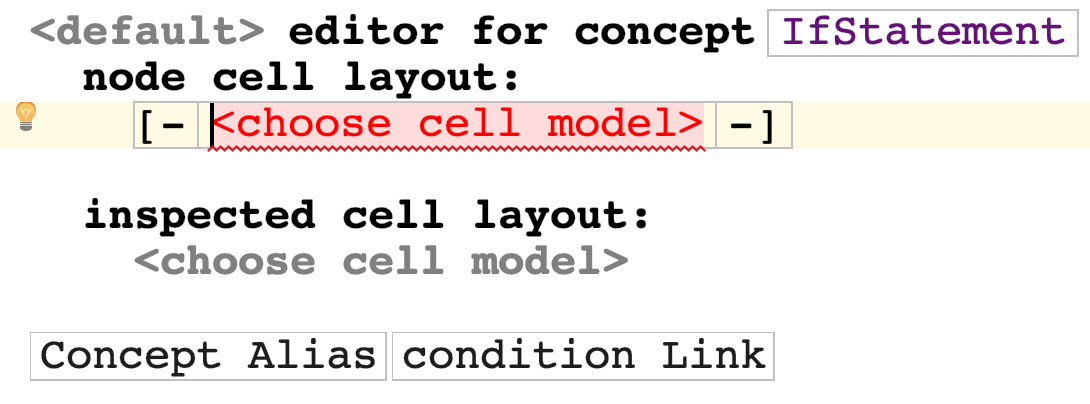 <default> editor for concept IfStatement
node cell layout:
[- <choose cell model> -]
inspected cell layout:
<choose cell model>
Concept Alias condition Link